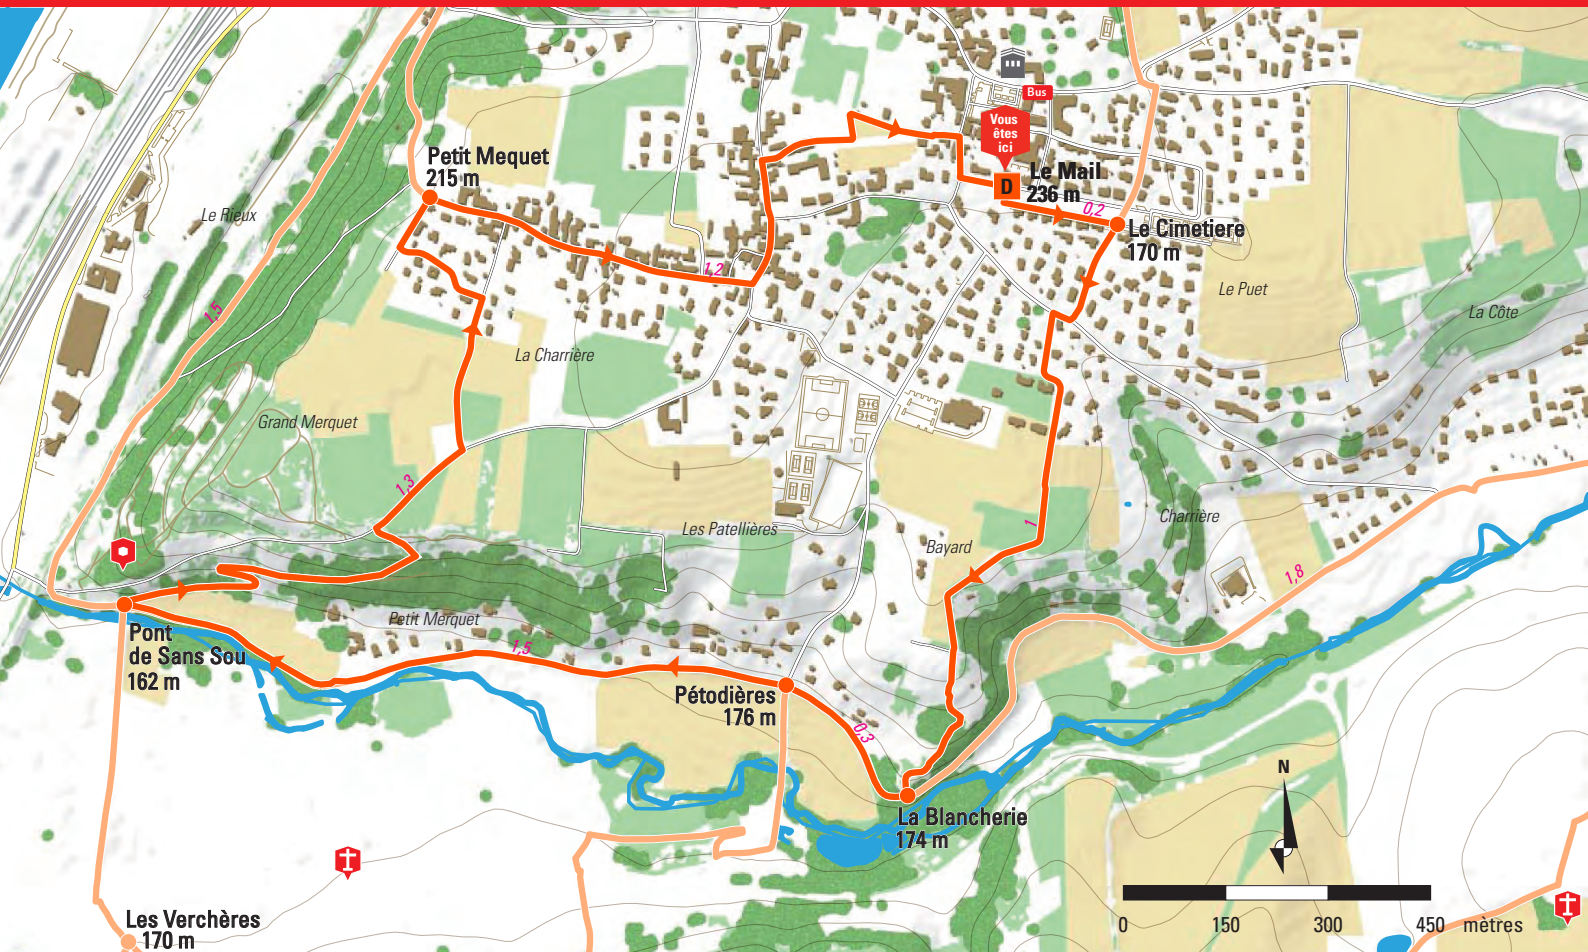 Bus
Vous
êtes
ici
Petit Mequet
215 m
D
Le Mail
236 m
0,2
Le Cimetiere
170 m
Le Rieux
1,2
Le Puet
1,5
La Côte
La Charrière
Grand Merquet
1,3
Les Patellières
1
Charrière
Bayard
1,8
Petit Merquet
Pont
de Sans Sou
162 m
1,5
Pétodières
176 m
0,3
N
La Blancherie
174 m
Les Verchères
170 m
0 150 300 450 mètres